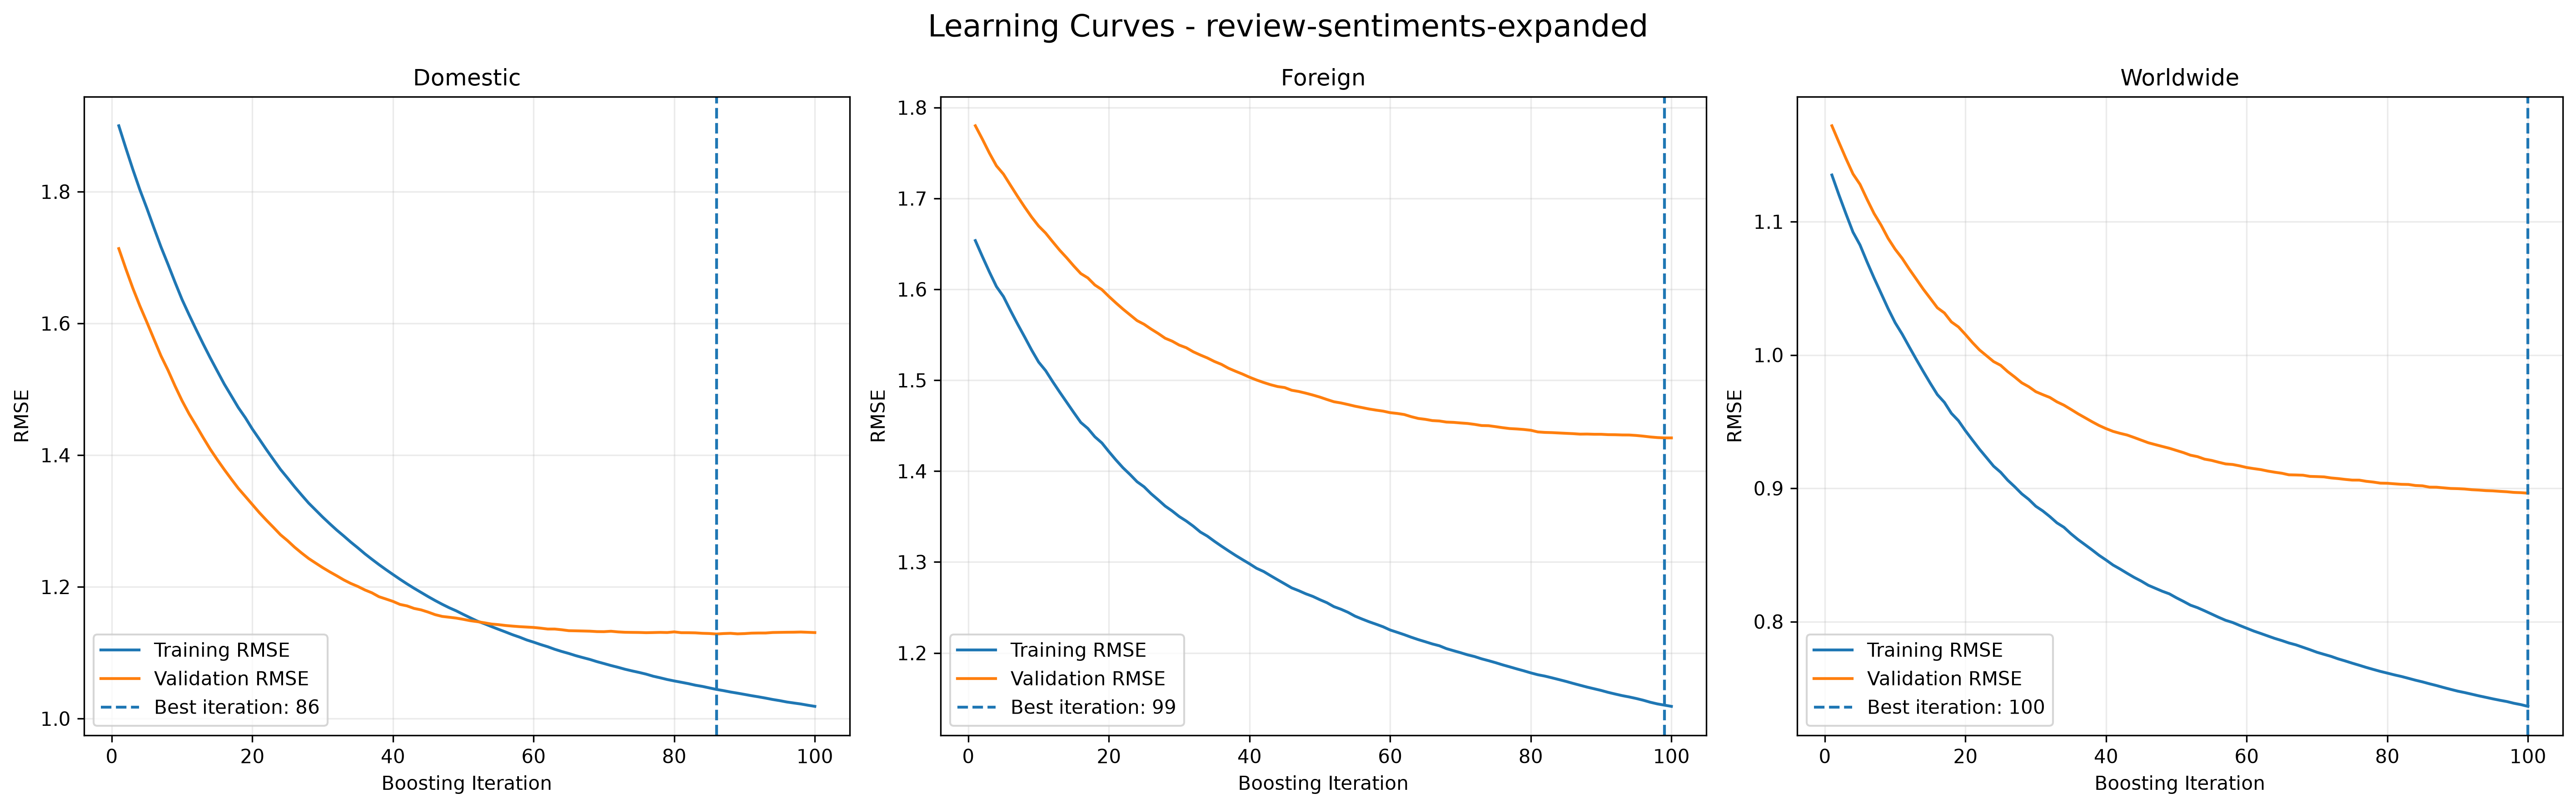 Learning Curves - review-sentiments-expanded
Domestic
1.8
1.6
1.4
1.2
1.0
RMSE
Training RMSE
Validation RMSE
Best iteration: 86
0 20 40 60 80 100
Boosting Iteration
Foreign
1.8
1.7
1.6
1.5
1.4
1.3
1.2
RMSE
Training RMSE
Validation RMSE
Best iteration: 99
0 20 40 60 80 100
Boosting Iteration
Worldwide
1.1
1.0
0.9
0.8
RMSE
Training RMSE
Validation RMSE
Best iteration: 100
0 20 40 60 80 100
Boosting Iteration